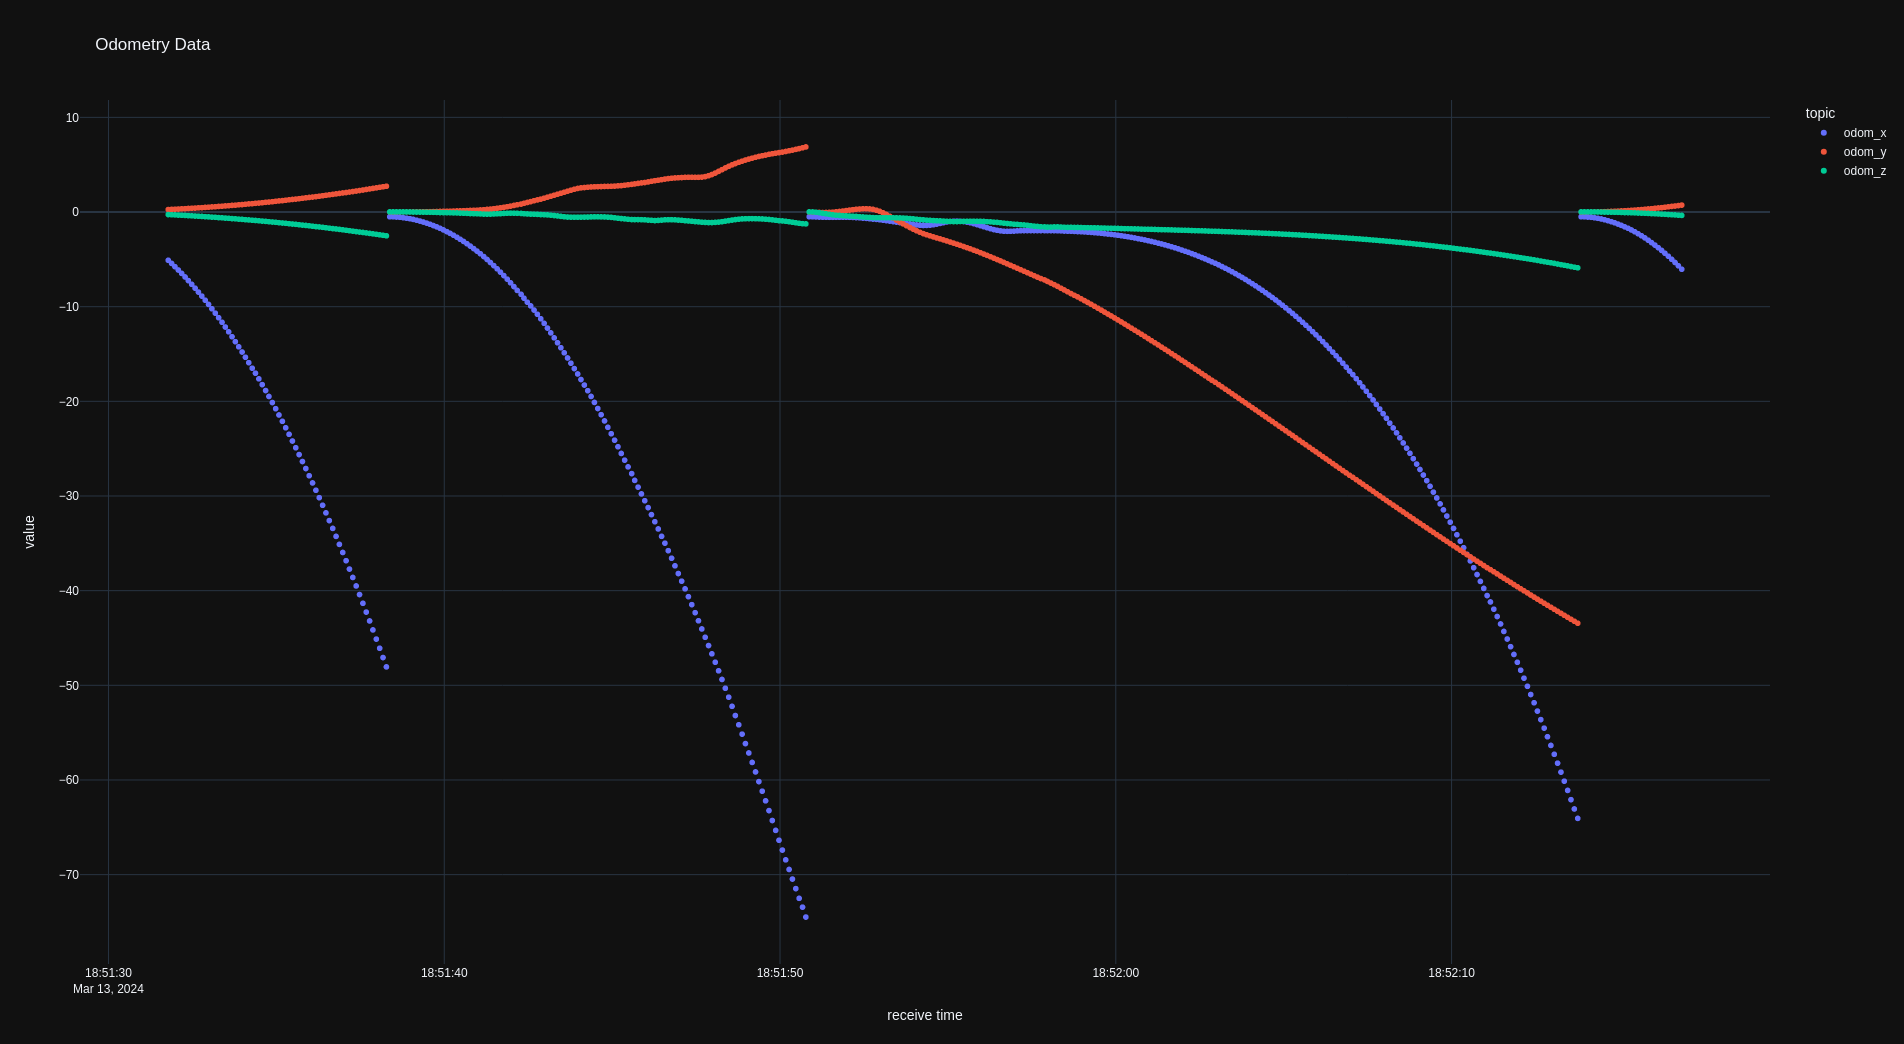 Odometry Data
topic
odom_x
odom_y
odom_z
value
10
0
−10
−20
−30
−40
−50
−60
−70
18:51:30
Mar 13, 2024
18:51:40
18:51:50
18:52:00
18:52:10
receive time